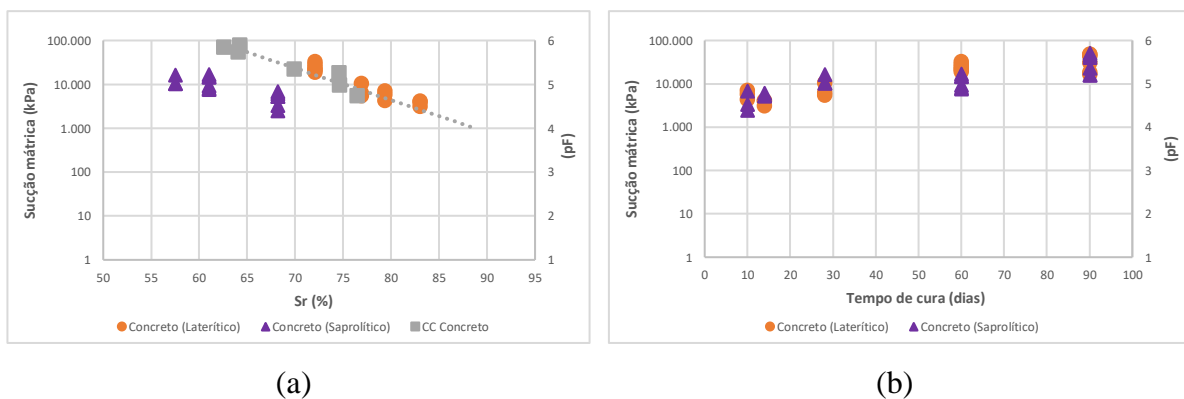 100.000
10.000
1.000
100
10
1
Sucção mátrica (kPa)
6
5
4
3
2
1
(pF)
50 55 60 65 70 75 80 85 90 95
Sr (%)
Concreto (Laterítico) Concreto (Saprolítico) CC Concreto
(a)
100.000
10.000
1.000
100
10
1
Sucção mátrica (kPa)
6
5
4
3
2
1
(pF)
0 10 20 30 40 50 60 70 80 90 100
Tempo de cura (dias)
Concreto (Laterítico) Concreto (Saprolítico)
(b)